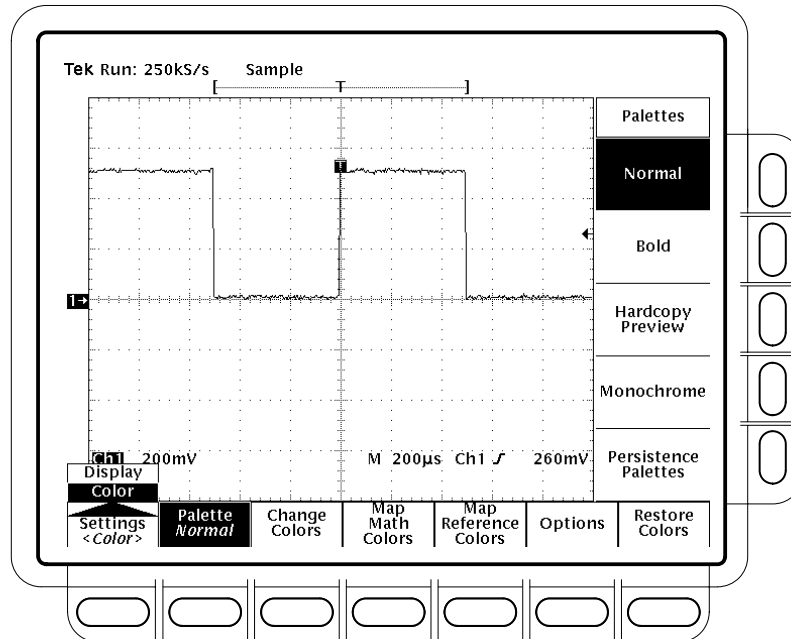 Tek Run: 250kS/s Sample
[ T ]
T
1→
Ch1 200mV M 200µs Ch1 260mV
Palettes
Normal
Bold
Hardcopy
Preview
Monochrome
Persistence
Palettes
Display
Color
Settings
<Color>
Palette
Normal
Change
Colors
Map
Math
Colors
Map
Reference
Colors
Options
Restore
Colors